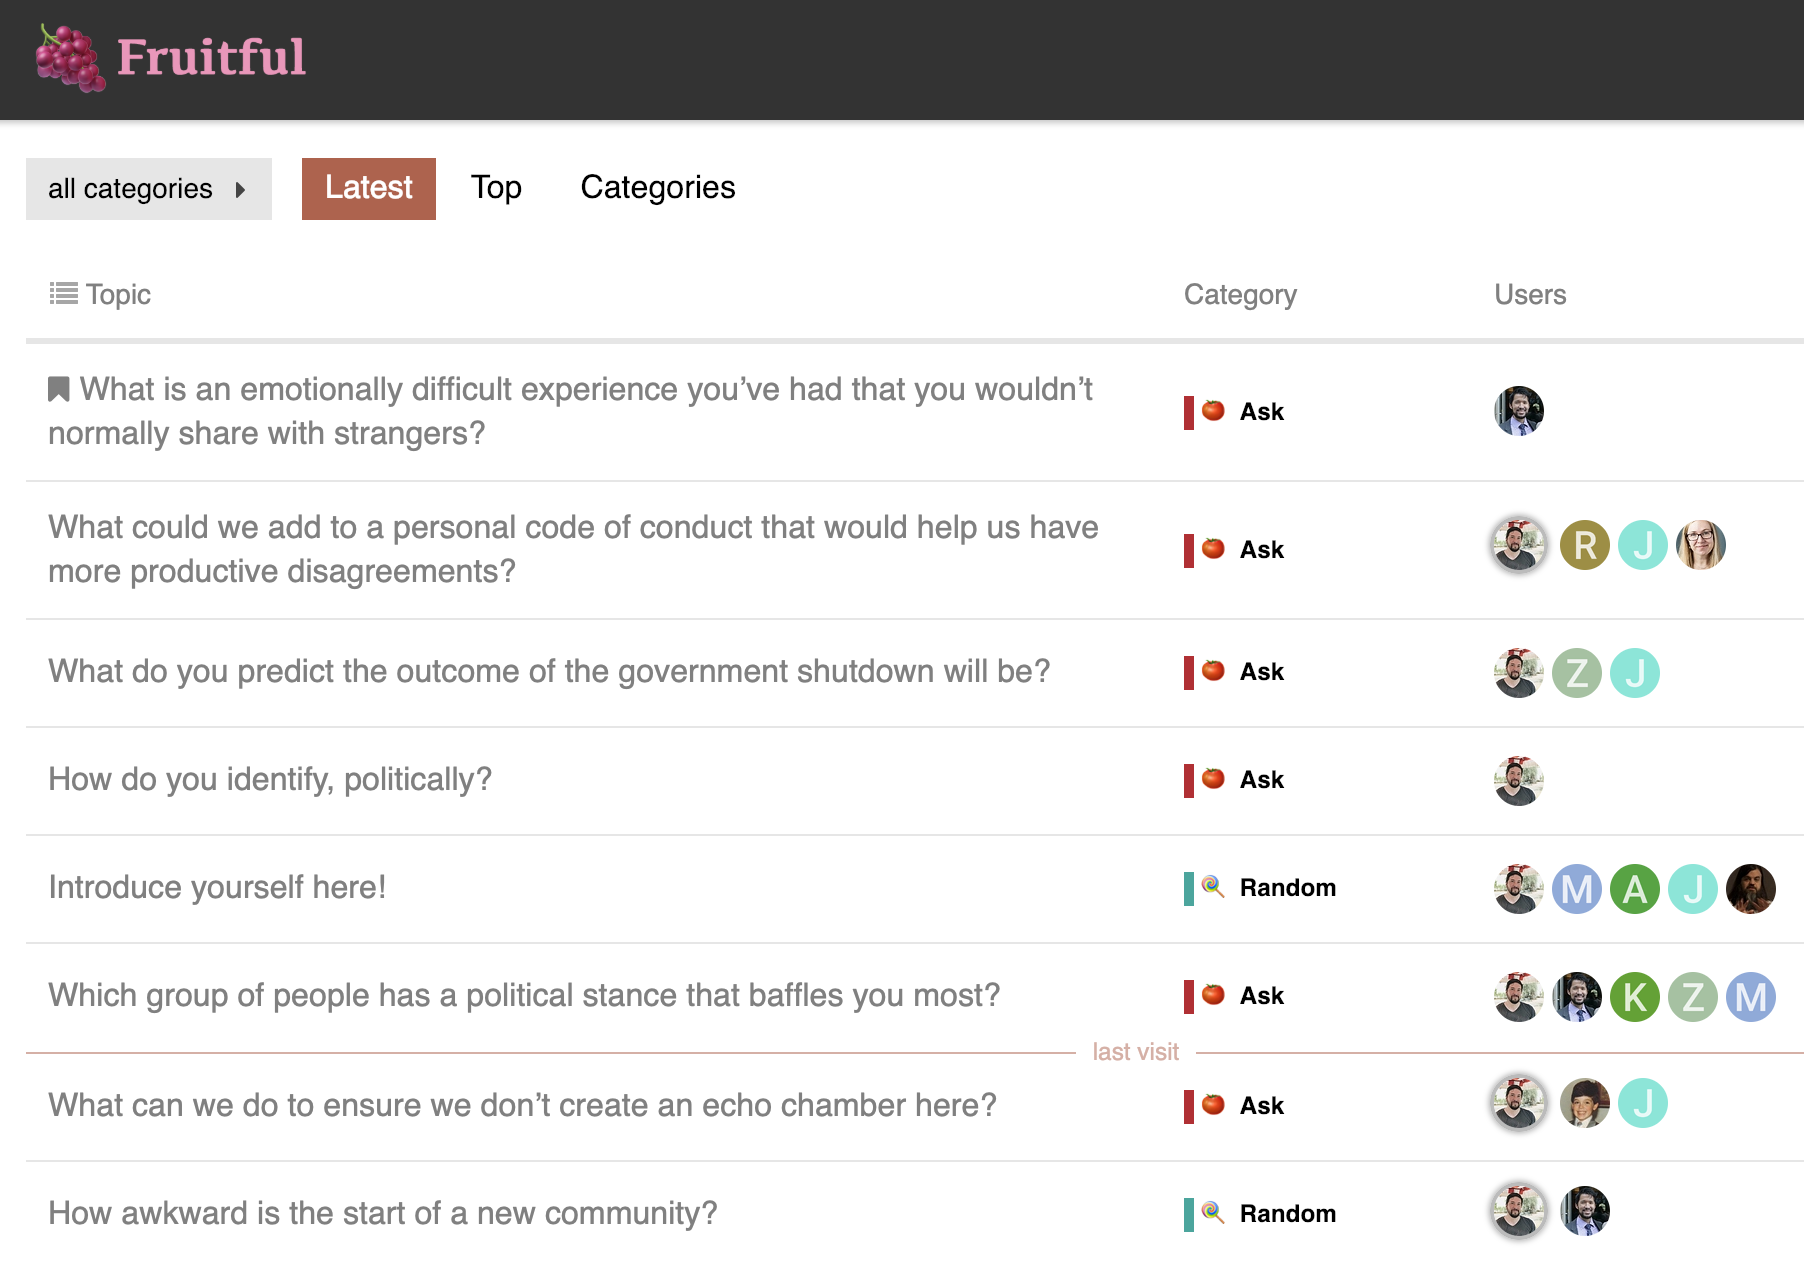 Fruitful
all categories
Latest
Top
Categories
Topic
Category
Users
What is an emotionally difficult experience you’ve had that you wouldn’t
normally share with strangers?
Ask
What could we add to a personal code of conduct that would help us have
more productive disagreements?
Ask
R
J
What do you predict the outcome of the government shutdown will be?
Ask
Z
J
How do you identify, politically?
Ask
Introduce yourself here!
Random
M
A
J
Which group of people has a political stance that baffles you most?
Ask
K
Z
M
last visit
What can we do to ensure we don’t create an echo chamber here?
Ask
J
How awkward is the start of a new community?
Random